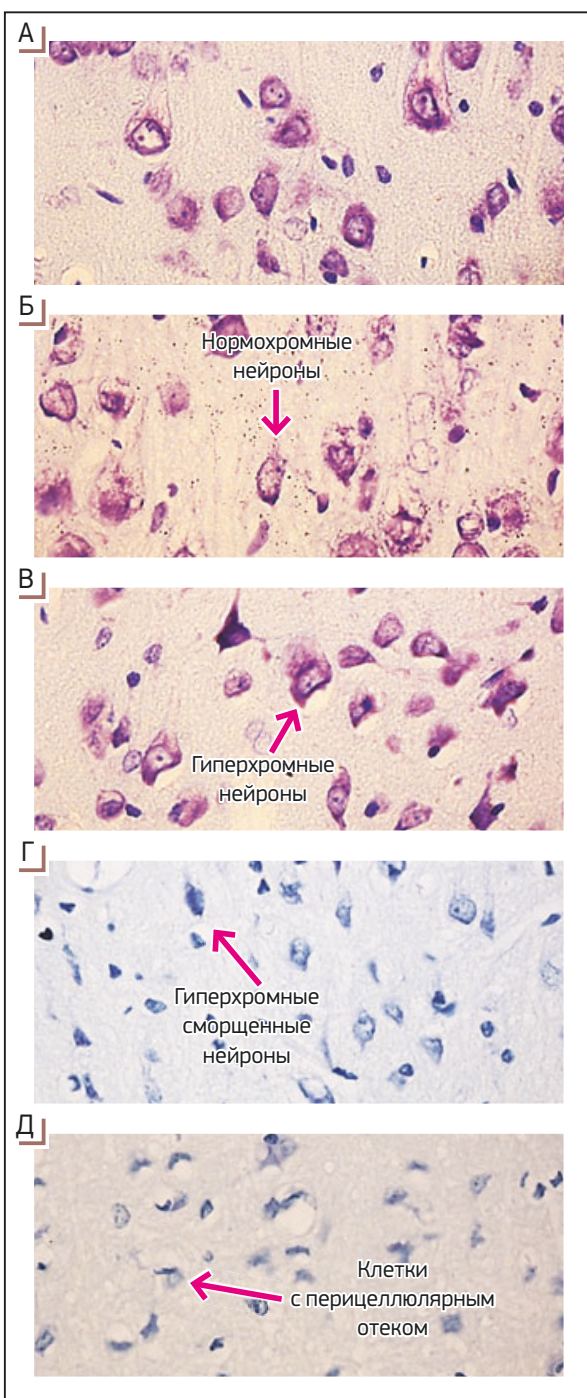 А
Б
Нормохромные
нейроны
В
Гиперхромные
нейроны
Г
Гиперхромные
сморщенные
нейроны
Д
Клетки
с перицеллюлярным
отеком